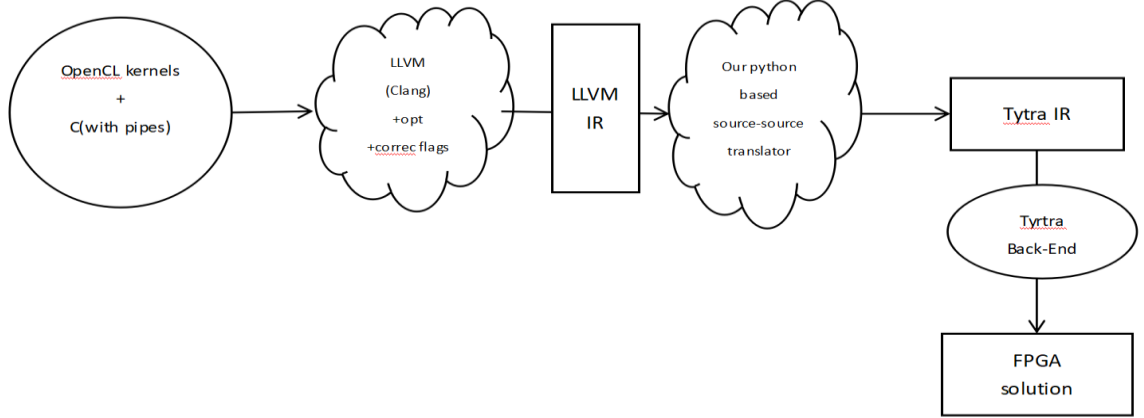 OpenCL kernels
+
C(with pipes)
LLVM
(Clang)
+opt
+correc flags
LLVM
IR
Our python
based
source-source
translator
Tytra IR
Tyrtra
Back-End
FPGA
solution